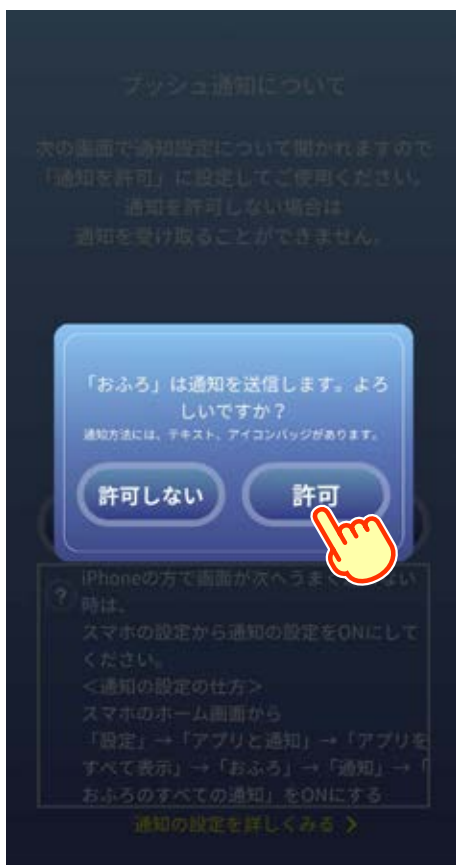 プッシュ通知について
次の画面で通知設定について聞かれますので
「通知を許可」に設定してご使用ください。
通知を許可しない場合は
通知を受け取ることができません。
「おふろ」は通知を送信します。よろ
しいですか？
通知方法には、テキスト、アイコンバッジがあります。
許可しない
許可
?
iPhoneの方で画面が次へうまく ない
時は、
スマホの設定から通知の設定をONにして
ください。
＜通知の設定の仕方＞
スマホのホーム画面から
「設定」→「アプリと通知」→「アプリを
すべて表示」→「おふろ」→「通知」→「
おふろのすべての通知」をONにする
通知の設定を詳しくみる >